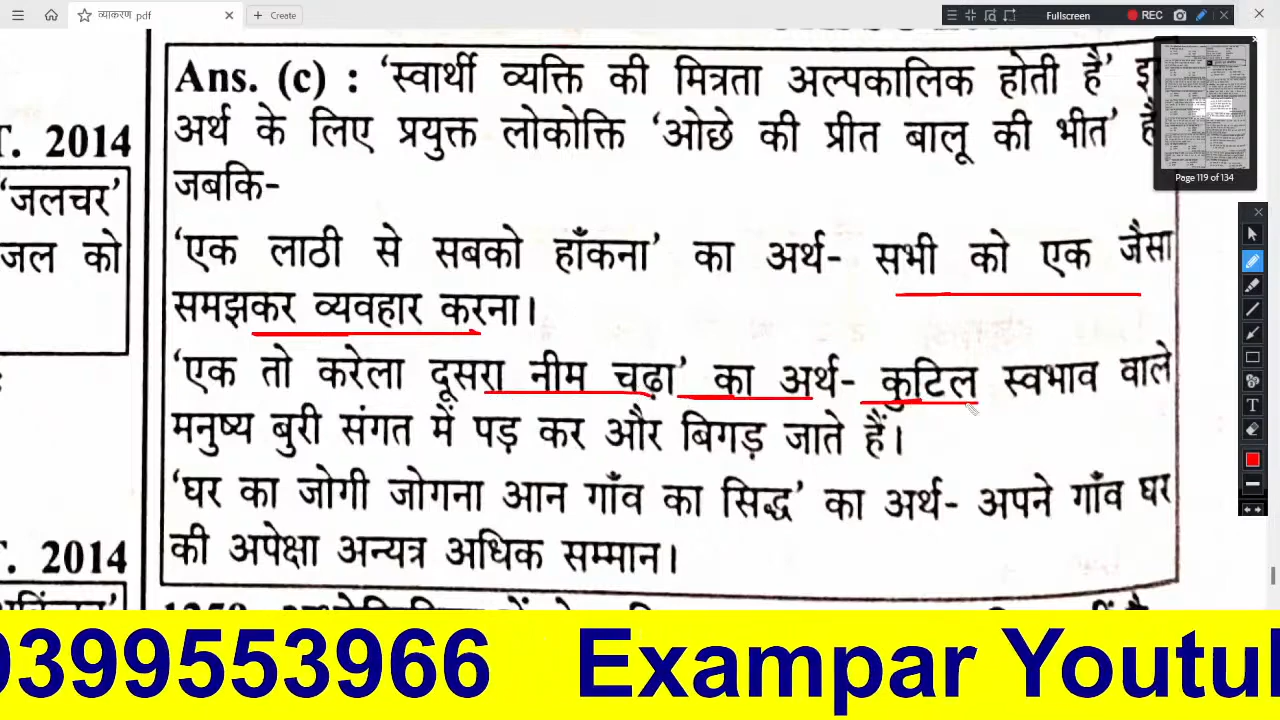 व्याकरण pdf
Create
Fullscreen
REC
Ans. (c) : ‘स्वार्थी व्यक्ति की मित्रता अल्पकालिक होती है’
अर्थ के लिए प्रयुक्त लोकोक्ति ‘ओछे की प्रीत बालू की भीत’ है
जबकि-
‘एक लाठी से सबको हाँकना’ का अर्थ- सभी को एक जैसा
समझकर व्यवहार करना।
‘एक तो करेला दूसरा नीम चढ़ा’ का अर्थ- कुटिल स्वभाव वाले
मनुष्य बुरी संगत में पड़ कर और बिगड़ जाते हैं।
‘घर का जोगी जोगना आन गाँव का सिद्ध’ का अर्थ- अपने गाँव घर
की अपेक्षा अन्यत्र अधिक सम्मान।
T. 2014
‘जलचर’
जल को
T. 2014
Page 119 of 134
0399553966 Exampar Youtu